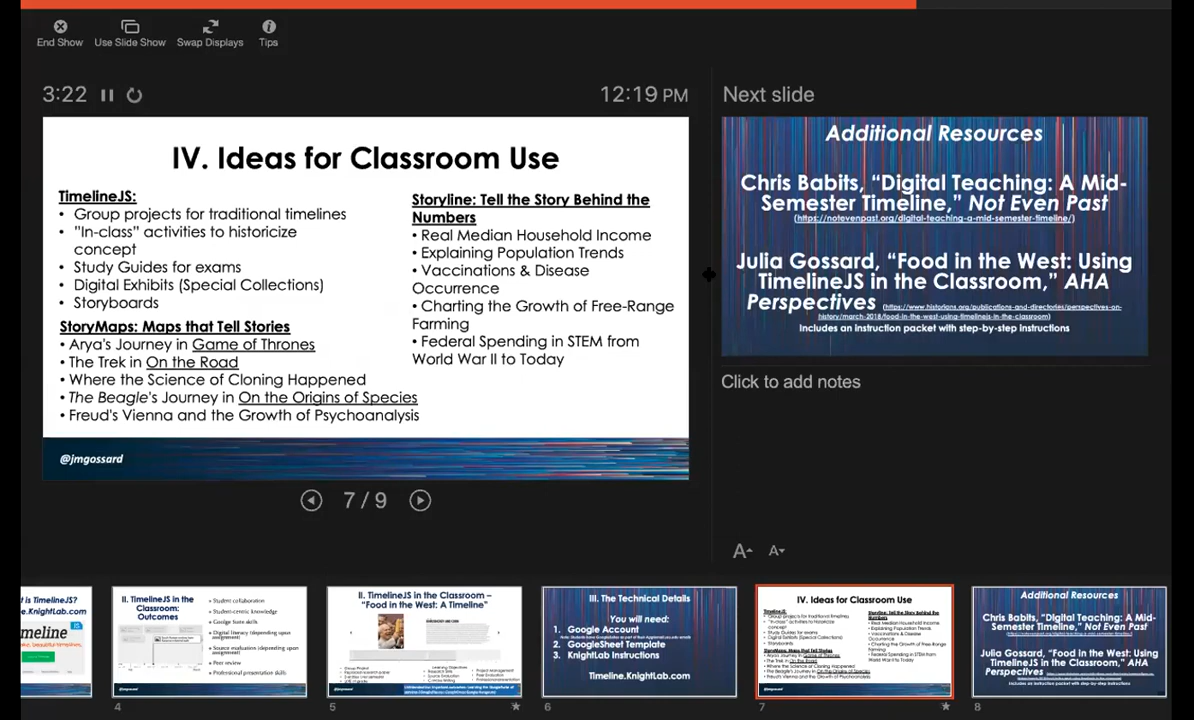 End Show
Use Slide Show
Swap Displays
Tips
3:22
12:19 PM
Next slide
IV. Ideas for Classroom Use
TimelineJS:
• Group projects for traditional timelines
• "In-class" activities to historicize
concept
• Study Guides for exams
• Digital Exhibits (Special Collections)
• Storyboards
StoryMaps: Maps that Tell Stories
• Arya's Journey in Game of Thrones
• The Trek in On the Road
• Where the Science of Cloning Happened
• The Beagle's Journey in On the Origins of Species
• Freud's Vienna and the Growth of Psychoanalysis
Storyline: Tell the Story Behind the
Numbers
• Real Median Household Income
• Explaining Population Trends
• Vaccinations & Disease
Occurrence
• Charting the Growth of Free-Range
Farming
• Federal Spending in STEM from
World War II to Today
@jmgossard
7 / 9
Additional Resources
Chris Babits, “Digital Teaching: A Mid-
Semester Timeline,” Not Even Past
(https://notevenpast.org/digital-teaching-a-mid-semester-timeline/)
Julia Gossard, “Food in the West: Using
TimelineJS in the Classroom,” AHA
Perspectives (https://www.historians.org/publications-and-directories/perspectives-on-
history/march-2018/food-in-the-west-using-timelinejs-in-the-classroom)
Includes an instruction packet with step-by-step instructions
Click to add notes
A A
t is TimelineJS?
e.KnightLab.com
meline
II. TimelineJS in the
Classroom:
Outcomes
• Student collaboration
• Student-centric knowledge
• Google Suite skills
• Digital literacy (depending upon
assignment)
• Source evaluation (depending upon
assignment)
• Peer review
• Professional presentation skills
4
II. TimelineJS in the Classroom –
“Food in the West: A Timeline”
5
III. The Technical Details
You will need:
1. Google Account
2. GoogleSheet Template
3. KnightLab Instructions
Timeline.KnightLab.com
6
IV. Ideas for Classroom Use
7
Additional Resources
Chris Babits, “Digital Teaching: A Mid-
Semester Timeline,” Not Even Past
Julia Gossard, “Food in the West: Using
TimelineJS in the Classroom,” AHA
Perspectives
Includes an instruction packet with step-by-step instructions
8